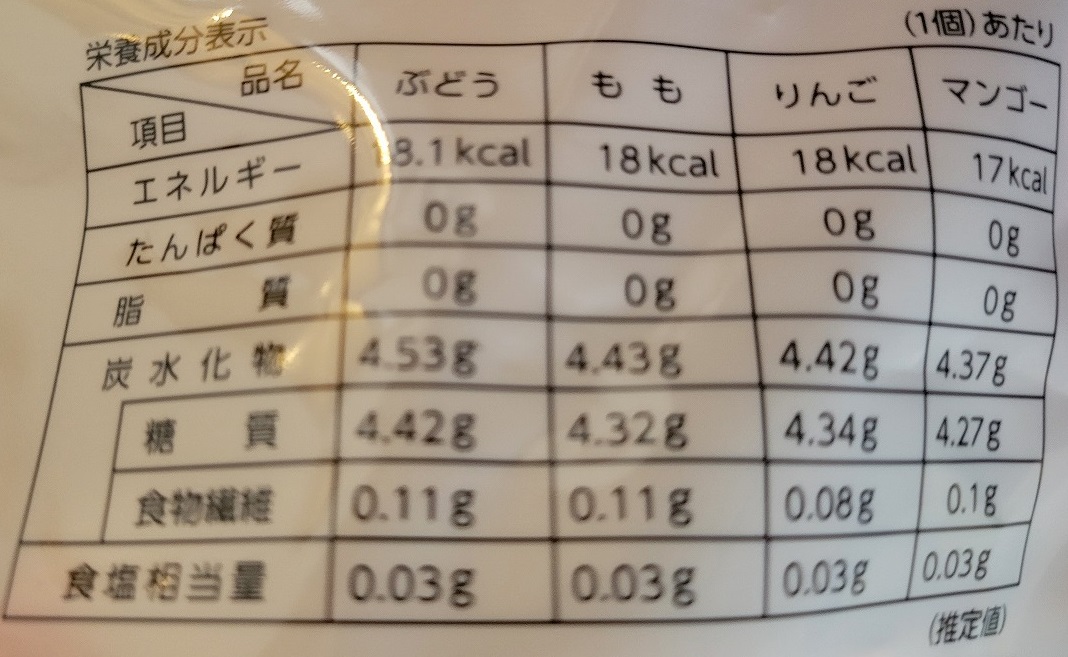 栄養成分表示 (1個)あたり
品名 ぶどう もも りんご マンゴー
項目
エネルギー 8.1kcal 18kcal 18kcal 17kcal
たんぱく質 0g 0g 0g 0g
脂質 0g 0g 0g 0g
炭水化物 4.53g 4.43g 4.42g 4.37g
糖質 4.42g 4.32g 4.34g 4.27g
食物繊維 0.11g 0.11g 0.08g 0.1g
食塩相当量 0.03g 0.03g 0.03g 0.03g
(推定値)